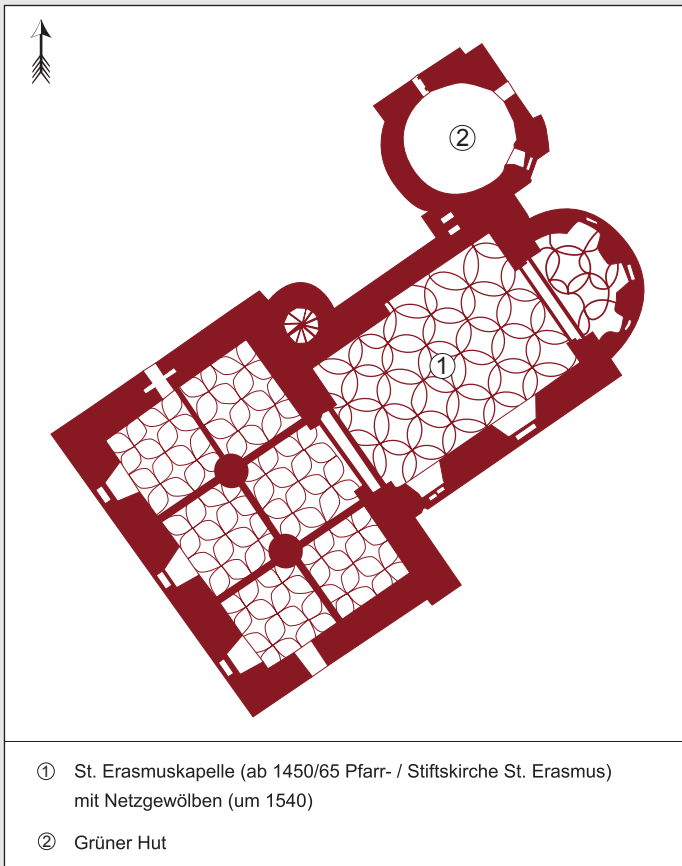 2
1
① St. Erasmuskapelle (ab 1450/65 Pfarr- / Stiftskirche St. Erasmus)
mit Netzgewölben (um 1540)
② Grüner Hut